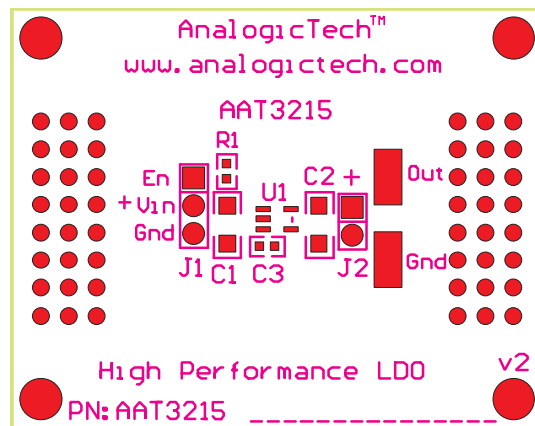 AnalogicTech™
www.analogictech.com
AAT3215
R1
En
C2 +
Out
U1
+ Vin
Gnd
Gnd
J1
C1
C3
J2
High Performance LDO
v2
PN: AAT3215 _______________